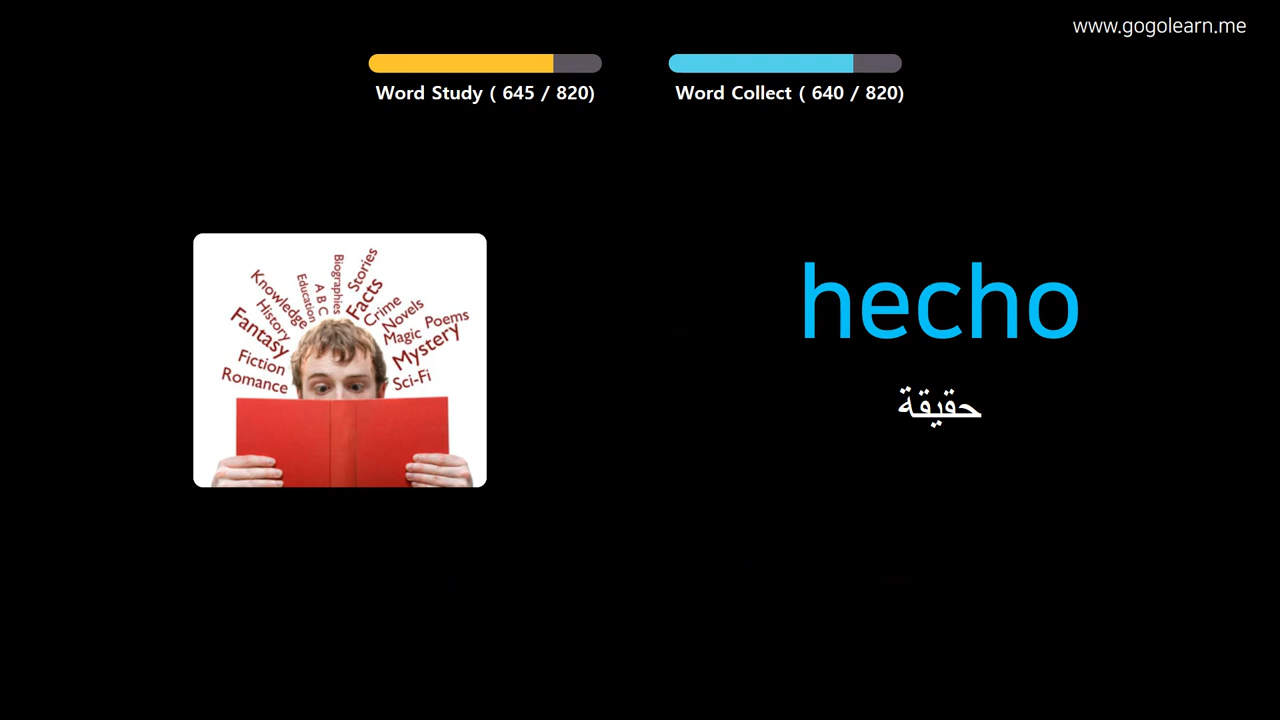 www.gogolearn.me
Word Study ( 645 / 820)
Word Collect ( 640 / 820)
Stories
Biographies
Facts
A B C
Education
Knowledge
Crime
History
Novels
Fantasy
Poems
Magic
Mystery
Fiction
Romance
Sci-Fi
hecho
حقيقة